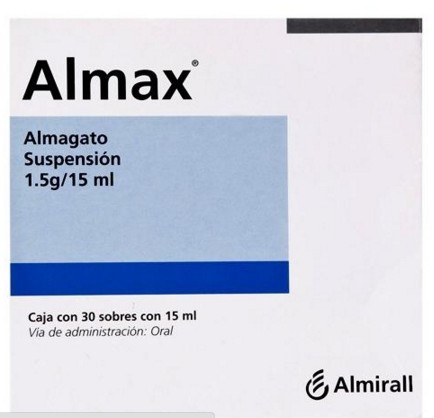 Almax®
Almagato
Suspensión
1.5g/15 ml
Caja con 30 sobres con 15 ml
Vía de administración: Oral
Almirall